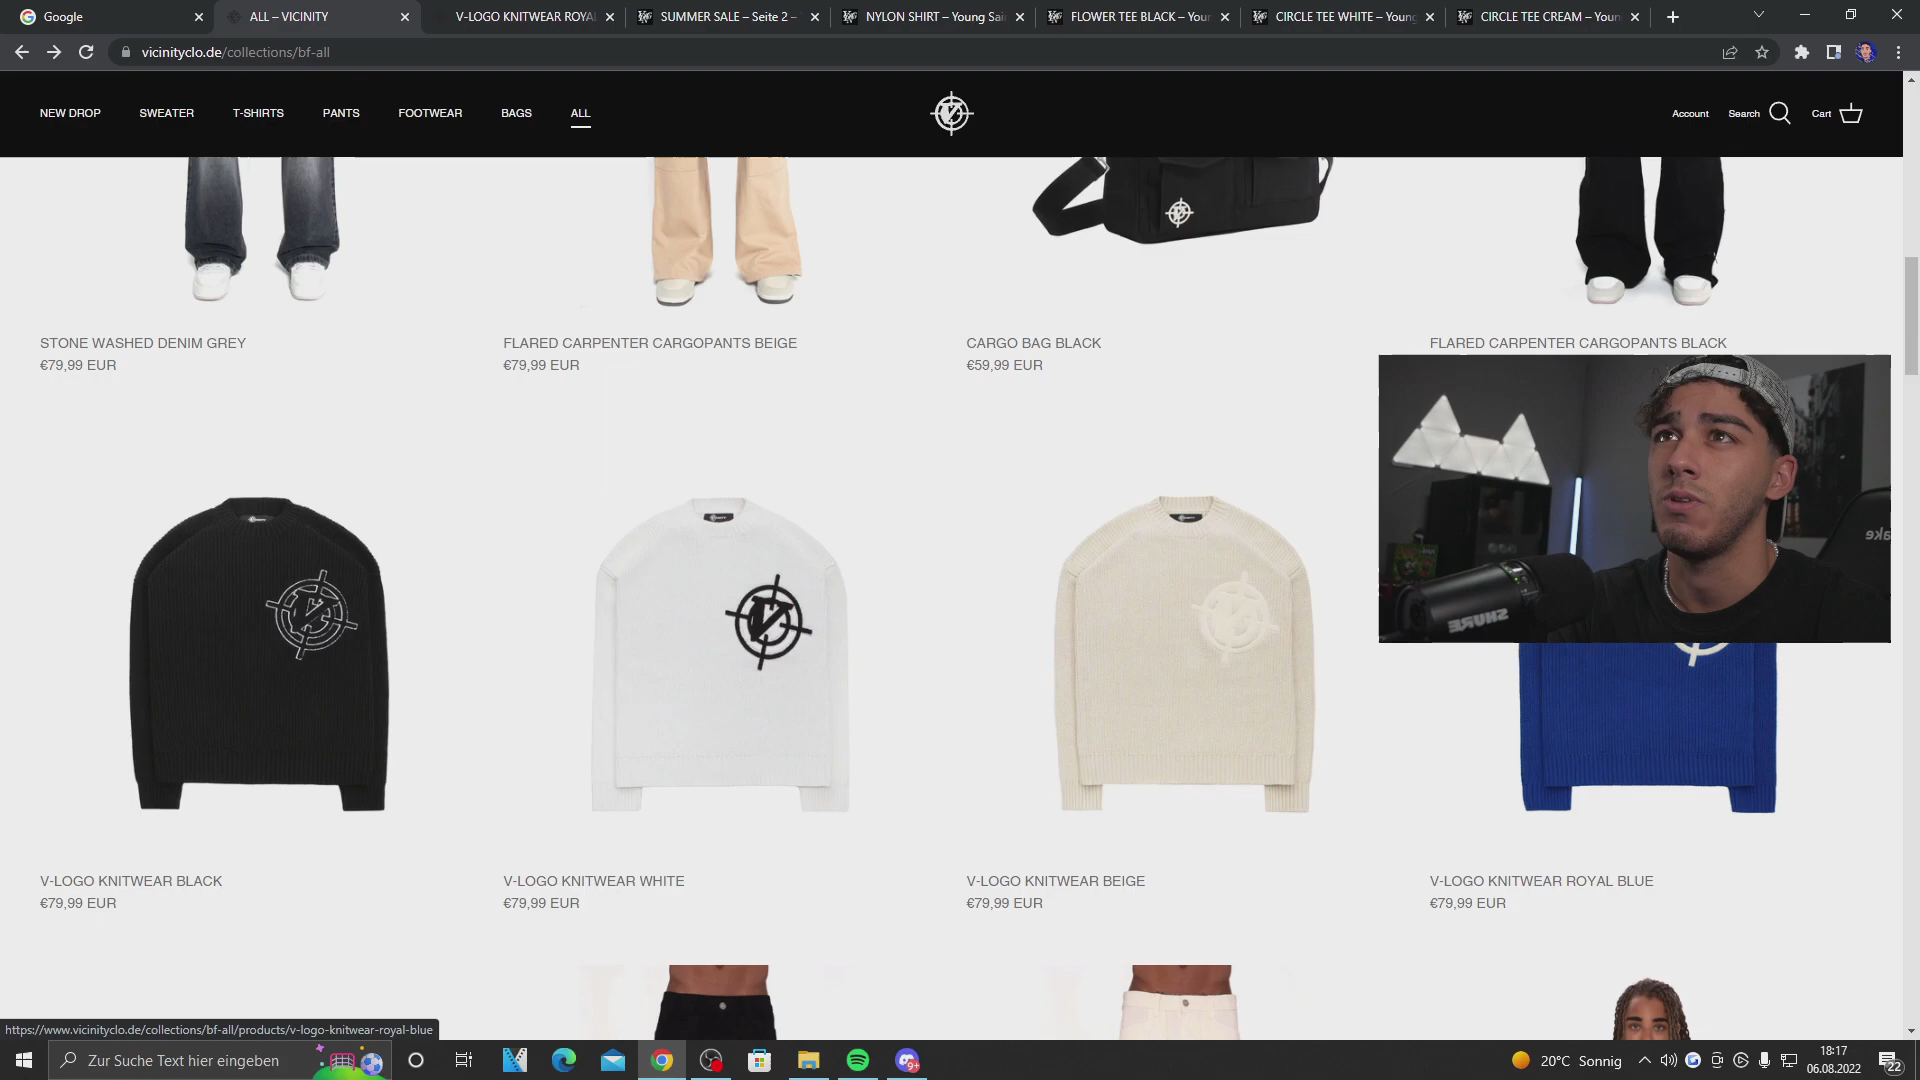 Google
ALL – VICINITY
V-LOGO KNITWEAR ROYAL
SUMMER SALE – Seite 2 –
NYLON SHIRT – Young Sai
FLOWER TEE BLACK – Your
CIRCLE TEE WHITE – Young
CIRCLE TEE CREAM – Youn
vicinityclo.de/collections/bf-all
NEW DROP
SWEATER
T-SHIRTS
PANTS
FOOTWEAR
BAGS
ALL
Account
Search
Cart
STONE WASHED DENIM GREY
€79,99 EUR
FLARED CARPENTER CARGOPANTS BEIGE
€79,99 EUR
CARGO BAG BLACK
€59,99 EUR
FLARED CARPENTER CARGOPANTS BLACK
SHURE
V-LOGO KNITWEAR BLACK
€79,99 EUR
V-LOGO KNITWEAR WHITE
€79,99 EUR
V-LOGO KNITWEAR BEIGE
€79,99 EUR
V-LOGO KNITWEAR ROYAL BLUE
€79,99 EUR
https://www.vicinityclo.de/collections/bf-all/products/v-logo-knitwear-royal-blue
Zur Suche Text hier eingeben
9+
20°C Sonnig
18:17
06.08.2022
22